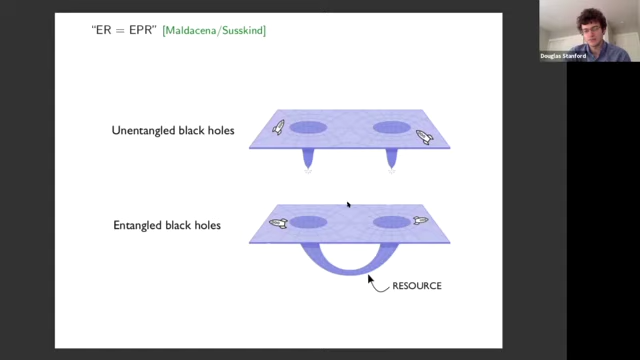 “ER = EPR” [Maldacena/Susskind]
Douglas Stanford
Unentangled black holes
Entangled black holes
RESOURCE